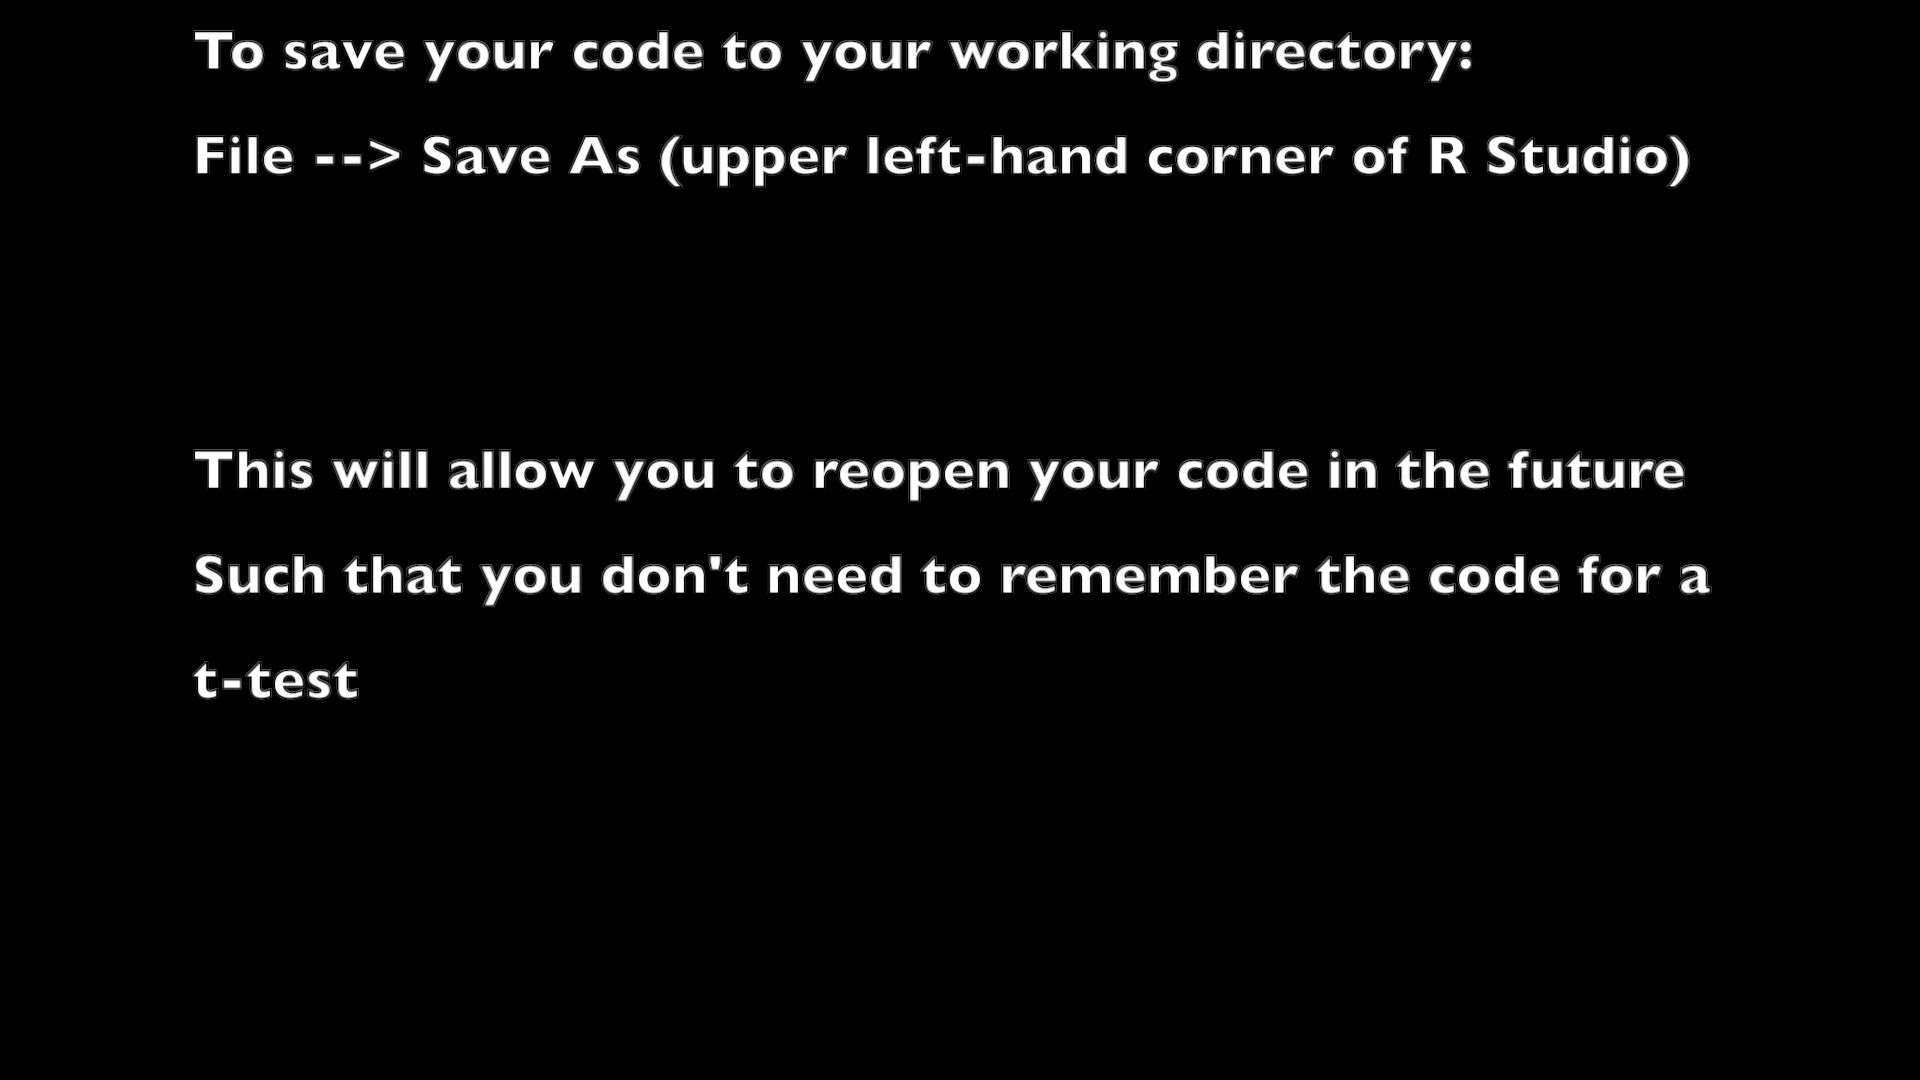 To save your code to your working directory:
File --> Save As (upper left-hand corner of R Studio)
This will allow you to reopen your code in the future
Such that you don't need to remember the code for a
t-test